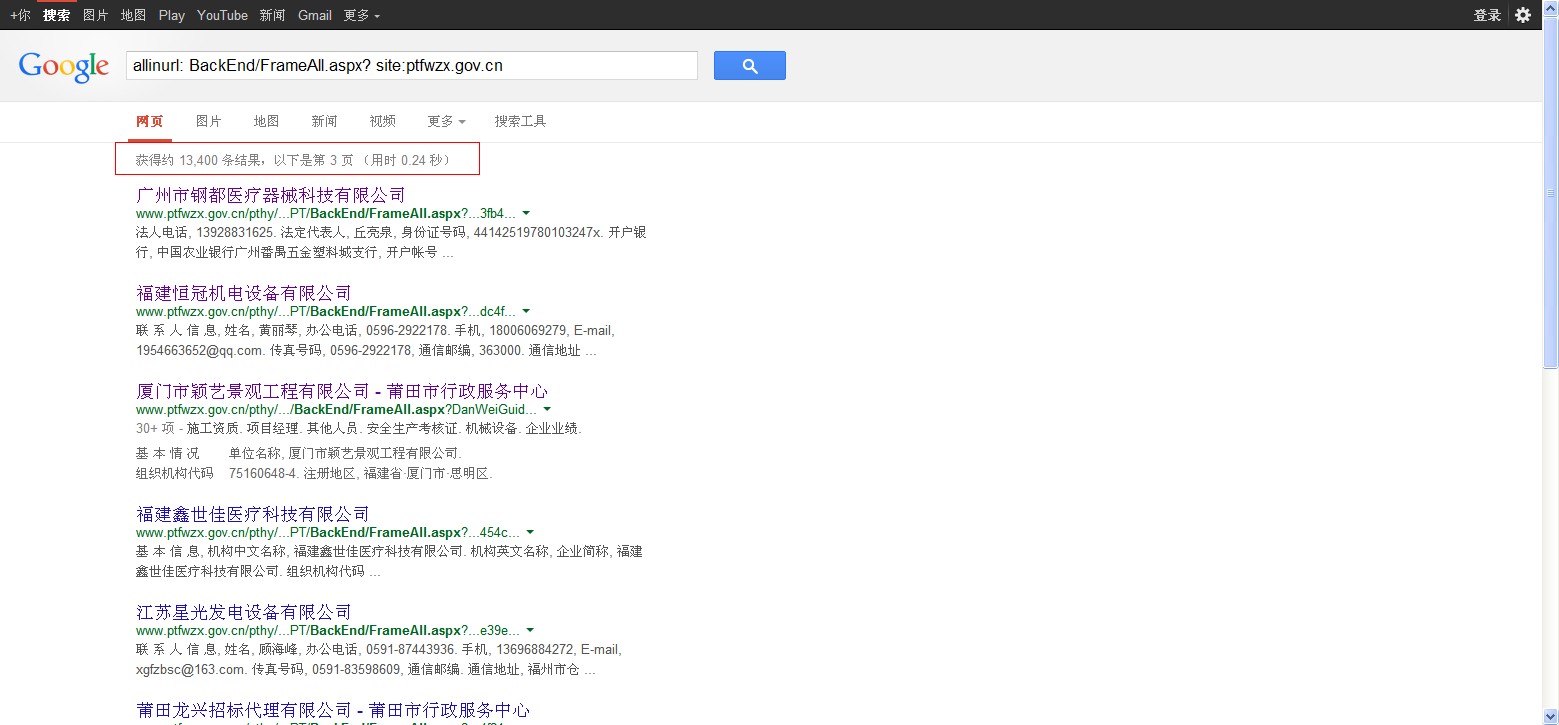 +你 搜索 图片 地图 Play YouTube 新闻 Gmail 更多 登录
Google allinurl: BackEnd/FrameAll.aspx? site:ptfwzx.gov.cn
网页 图片 地图 新闻 视频 更多 搜索工具
获得约 13,400 条结果，以下是第 3 页 （用时 0.24 秒）
广州市钢都医疗器械科技有限公司
www.ptfwzx.gov.cn/pthy/...PT/BackEnd/FrameAll.aspx?...3fb4...
法人电话, 13928831625. 法定代表人, 丘亮泉, 身份证号码, 44142519780103247x. 开户银
行, 中国农业银行广州番禺五金塑料城支行, 开户帐号 ...
福建恒冠机电设备有限公司
www.ptfwzx.gov.cn/pthy/...PT/BackEnd/FrameAll.aspx?...dc4f...
联 系 人 信 息, 姓名, 黄丽琴, 办公电话, 0596-2922178. 手机, 18006069279, E-mail,
1954663652@qq.com. 传真号码, 0596-2922178, 通信邮编, 363000. 通信地址 ...
厦门市颖艺景观工程有限公司 - 莆田市行政服务中心
www.ptfwzx.gov.cn/pthy/.../BackEnd/FrameAll.aspx?DanWeiGuid...
30+ 项 - 施工资质. 项目经理. 其他人员. 安全生产考核证. 机械设备. 企业业绩.
基 本 情 况 单位名称, 厦门市颖艺景观工程有限公司.
组织机构代码 75160648-4. 注册地区, 福建省·厦门市·思明区.
福建鑫世佳医疗科技有限公司
www.ptfwzx.gov.cn/pthy/...PT/BackEnd/FrameAll.aspx?...454c...
基 本 信 息, 机构中文名称, 福建鑫世佳医疗科技有限公司. 机构英文名称, 企业简称, 福建
鑫世佳医疗科技有限公司. 组织机构代码 ...
江苏星光发电设备有限公司
www.ptfwzx.gov.cn/pthy/...PT/BackEnd/FrameAll.aspx?...e39e...
联 系 人 信 息, 姓名, 顾海峰, 办公电话, 0591-87443936. 手机, 13696884272, E-mail,
xgfzbsc@163.com. 传真号码, 0591-83598609, 通信邮编. 通信地址, 福州市仓 ...
莆田龙兴招标代理有限公司 - 莆田市行政服务中心